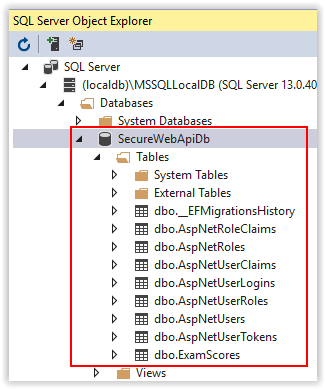 SQL Server Object Explorer
SQL Server
(localdb)\MSSQLLocalDB (SQL Server 13.0.40
Databases
System Databases
SecureWebApiDb
Tables
System Tables
External Tables
dbo.__EFMigrationsHistory
dbo.AspNetRoleClaims
dbo.AspNetRoles
dbo.AspNetUserClaims
dbo.AspNetUserLogins
dbo.AspNetUserRoles
dbo.AspNetUsers
dbo.AspNetUserTokens
dbo.ExamScores
Views